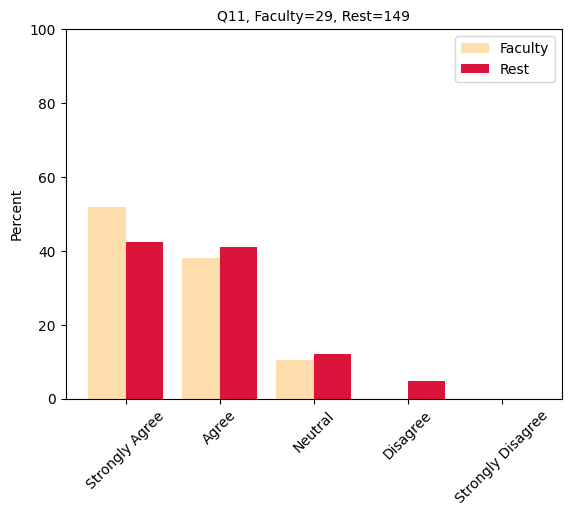 Q11, Faculty=29, Rest=149
100
80
60
40
20
0
Percent
Faculty
Rest
Strongly Agree
Agree
Neutral
Disagree
Strongly Disagree